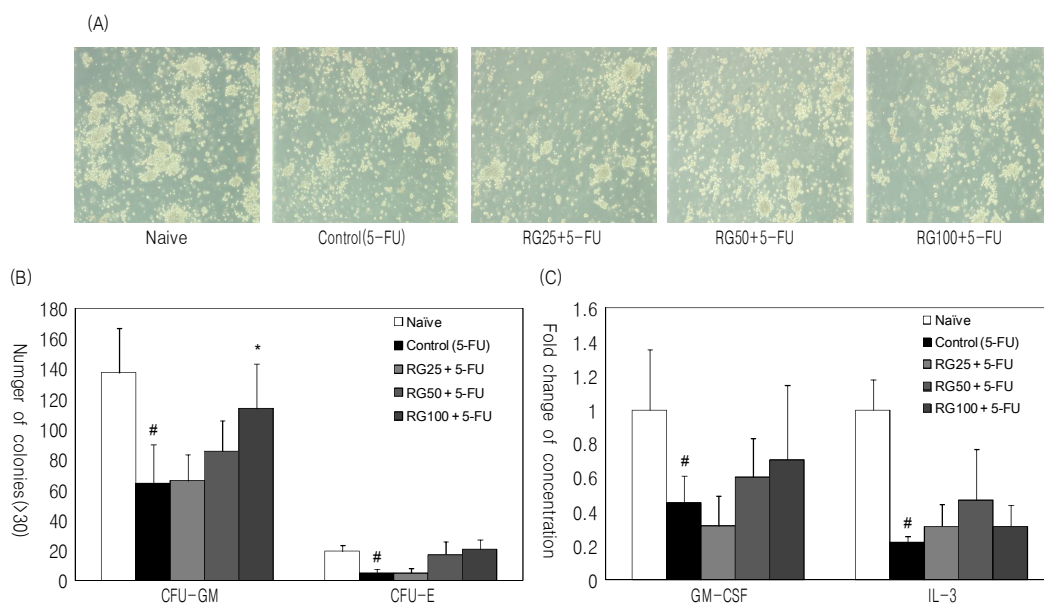 (A)
Naive
Control(5-FU)
RG25+5-FU
RG50+5-FU
RG100+5-FU
(B)
Numger of colonies(>30)
180
160
140
120
100
80
60
40
20
0
Naïve
Control (5-FU)
RG25 + 5-FU
RG50 + 5-FU
RG100 + 5-FU
#
*
#
CFU-GM
CFU-E
(C)
Fold change of concentration
1.6
1.4
1.2
1
0.8
0.6
0.4
0.2
0
Naïve
Control (5-FU)
RG25 + 5-FU
RG50 + 5-FU
RG100 + 5-FU
#
#
GM-CSF
IL-3